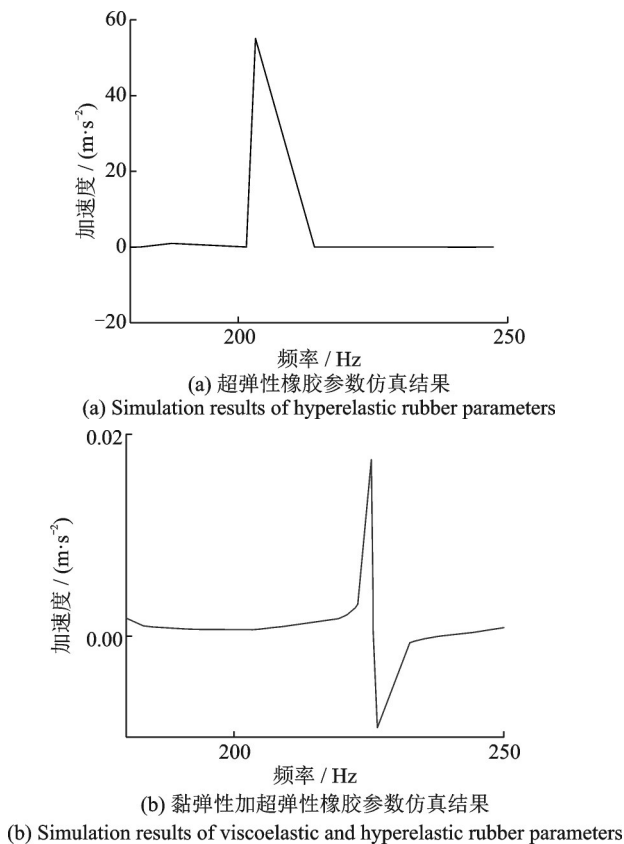 60
40
20
0
−20
加速度 / (m·s⁻²)
200
250
频率 / Hz
(a) 超弹性橡胶参数仿真结果
(a) Simulation results of hyperelastic rubber parameters
0.02
0.01
0.00
加速度 / (m·s⁻²)
200
250
频率 / Hz
(b) 黏弹性加超弹性橡胶参数仿真结果
(b) Simulation results of viscoelastic and hyperelastic rubber parameters